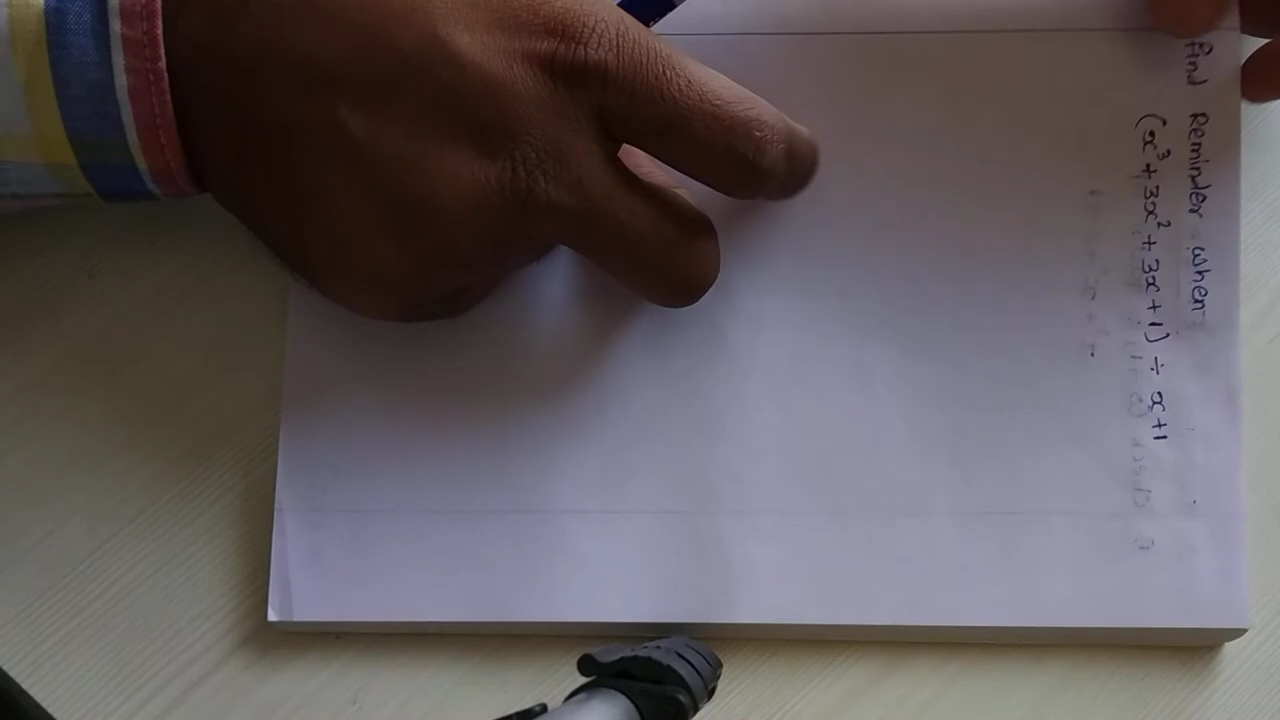 find Reminder when
(x³ + 3x² + 3x + 1) ÷ x+1